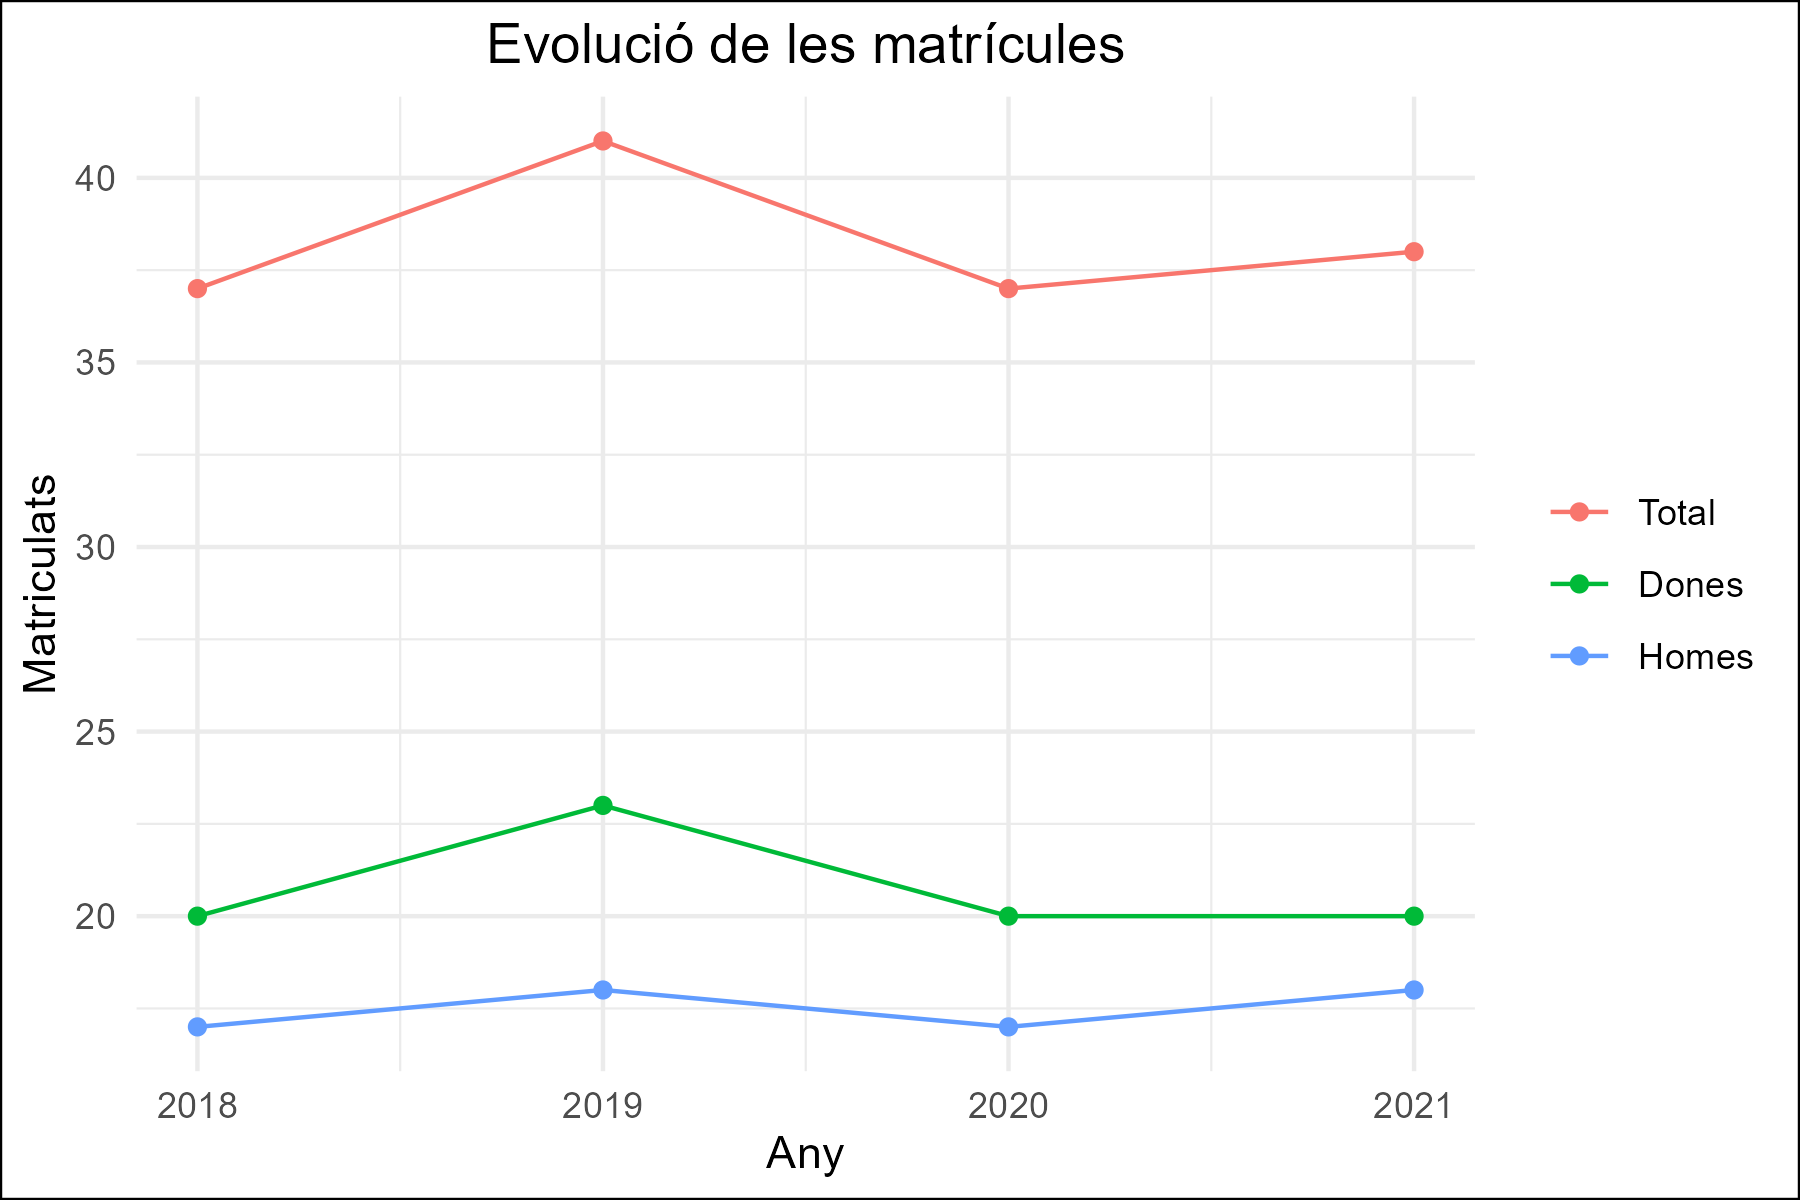 Evolució de les matrícules
Matriculats
40
35
30
25
20
2018 2019 2020 2021
Any
Total
Dones
Homes